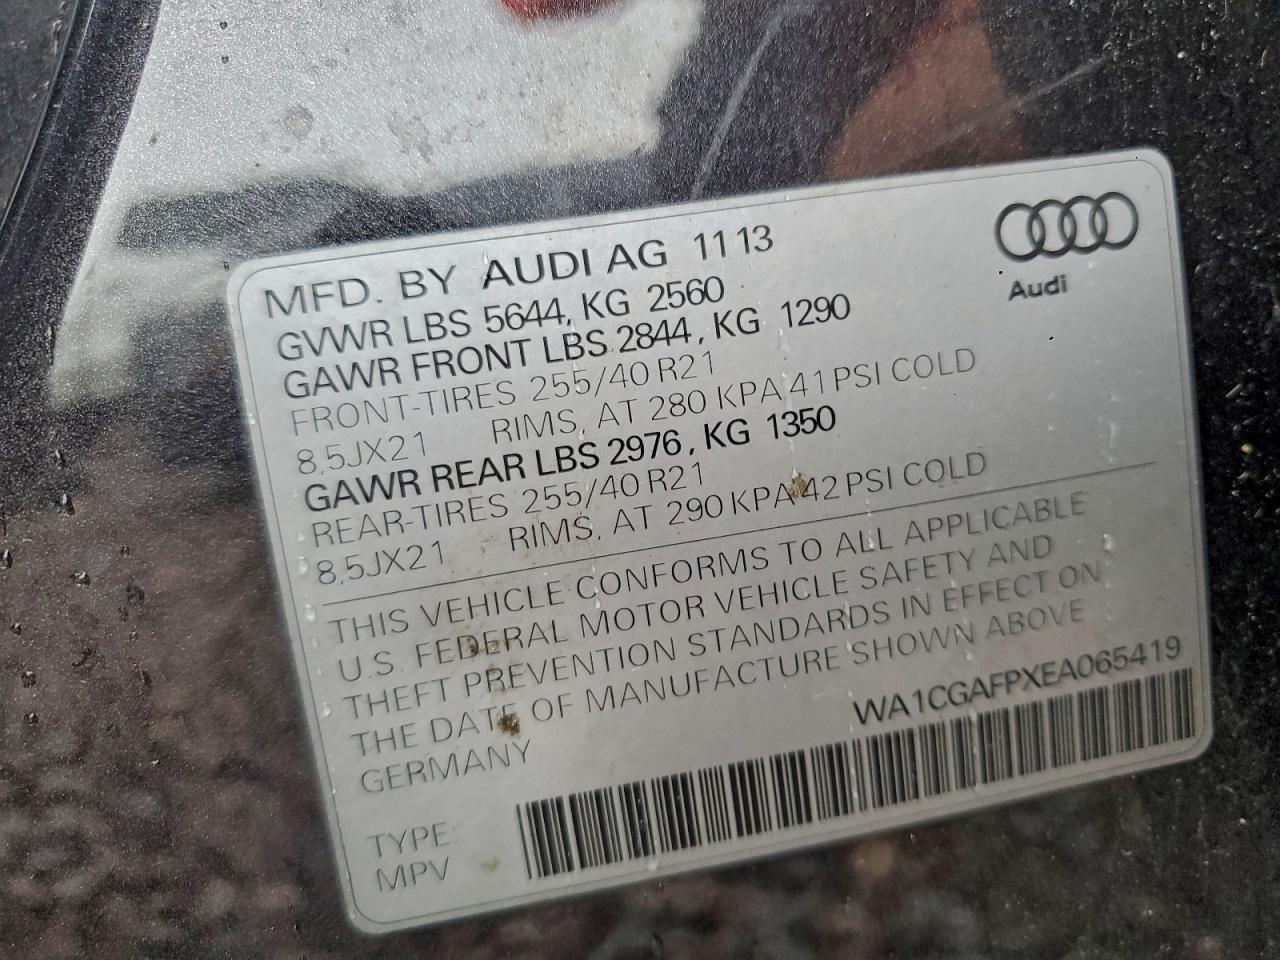 MFD. BY AUDI AG 11 13
Audi
GVWR LBS 5644, KG 2560
GAWR FRONT LBS 2844, KG 1290
FRONT-TIRES 255/40 R21
8,5JX21 RIMS, AT 280 KPA 41 PSI COLD
GAWR REAR LBS 2976, KG 1350
REAR-TIRES 255/40 R21
8,5JX21 RIMS, AT 290 KPA 42 PSI COLD
THIS VEHICLE CONFORMS TO ALL APPLICABLE
U.S. FEDERAL MOTOR VEHICLE SAFETY AND
THEFT PREVENTION STANDARDS IN EFFECT ON
THE DATE OF MANUFACTURE SHOWN ABOVE
GERMANY
WA1CGAFPXEA065419
TYPE:
MPV